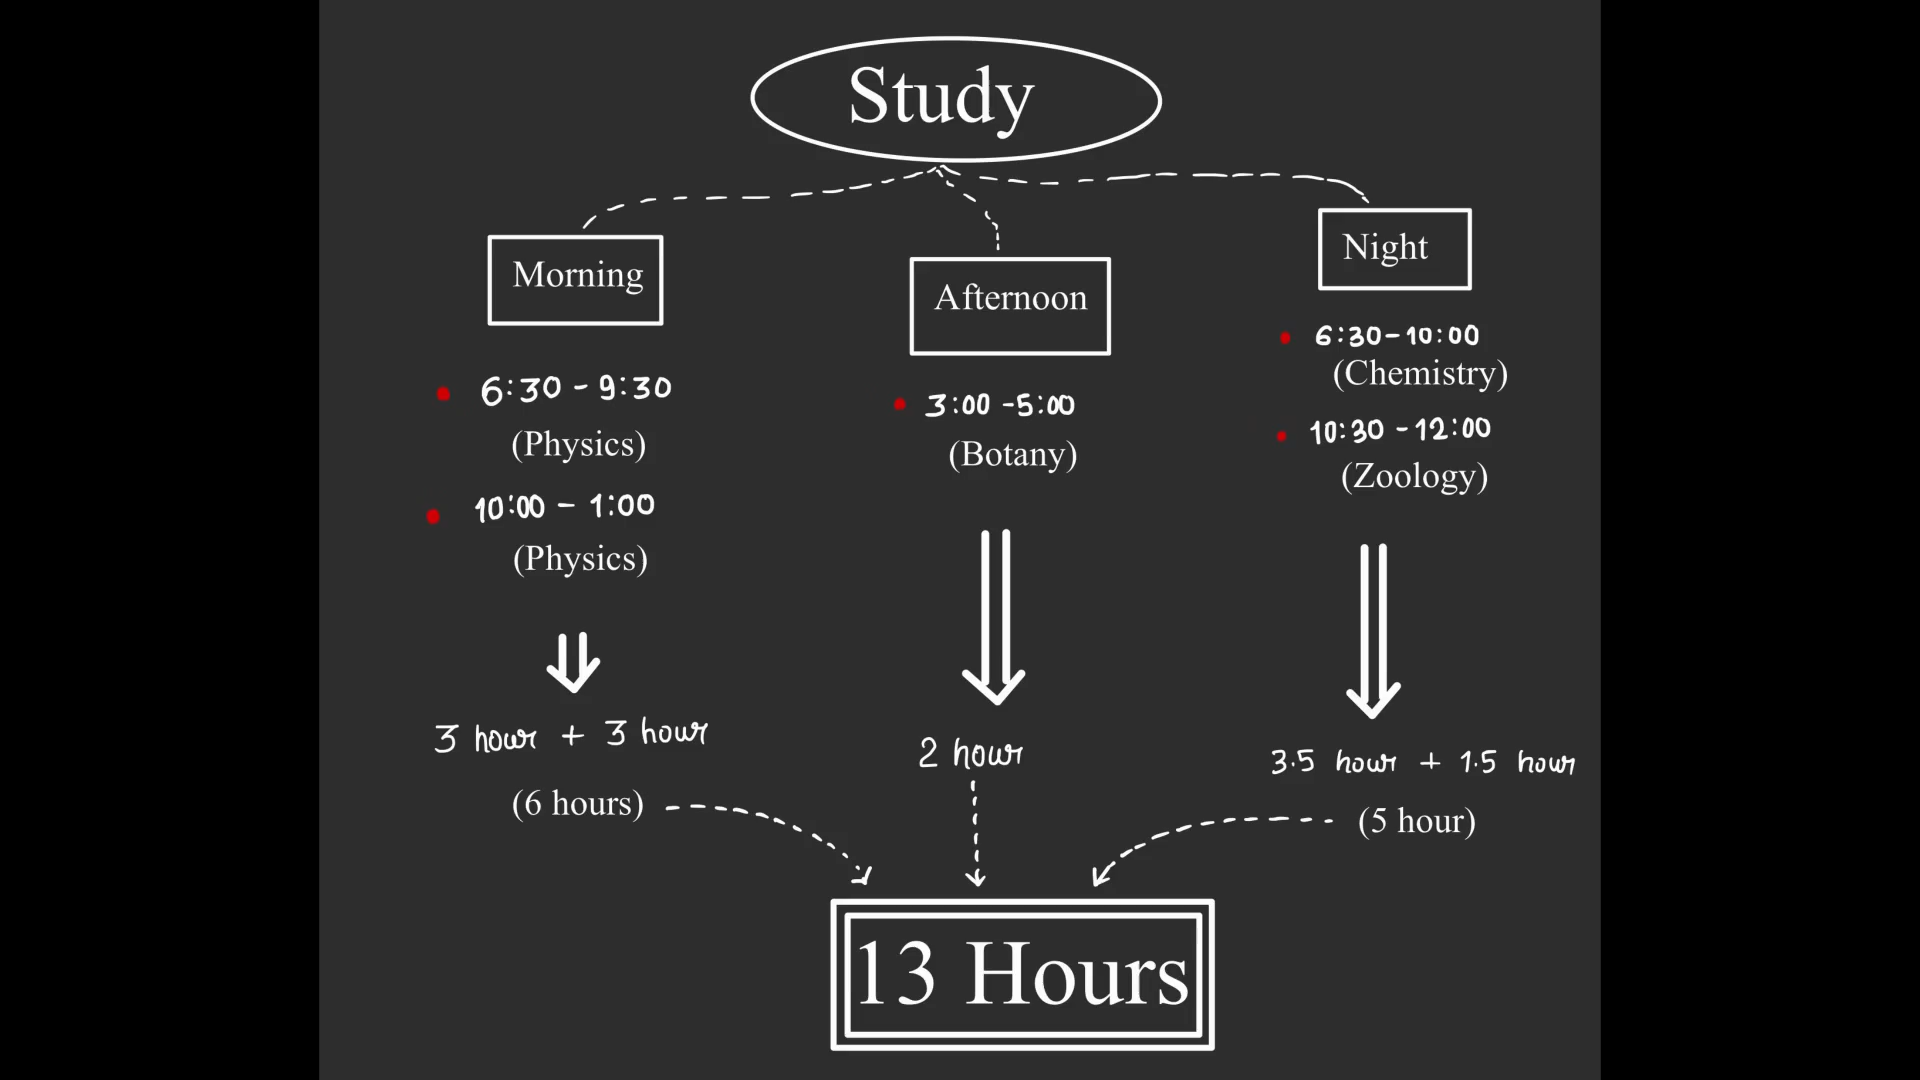 Study
Morning
6:30 - 9:30
(Physics)
10:00 - 1:00
(Physics)
3 hour + 3 hour
(6 hours)
Afternoon
3:00 - 5:00
(Botany)
2 hour
Night
6:30 - 10:00
(Chemistry)
10:30 - 12:00
(Zoology)
3.5 hour + 1.5 hour
(5 hour)
13 Hours